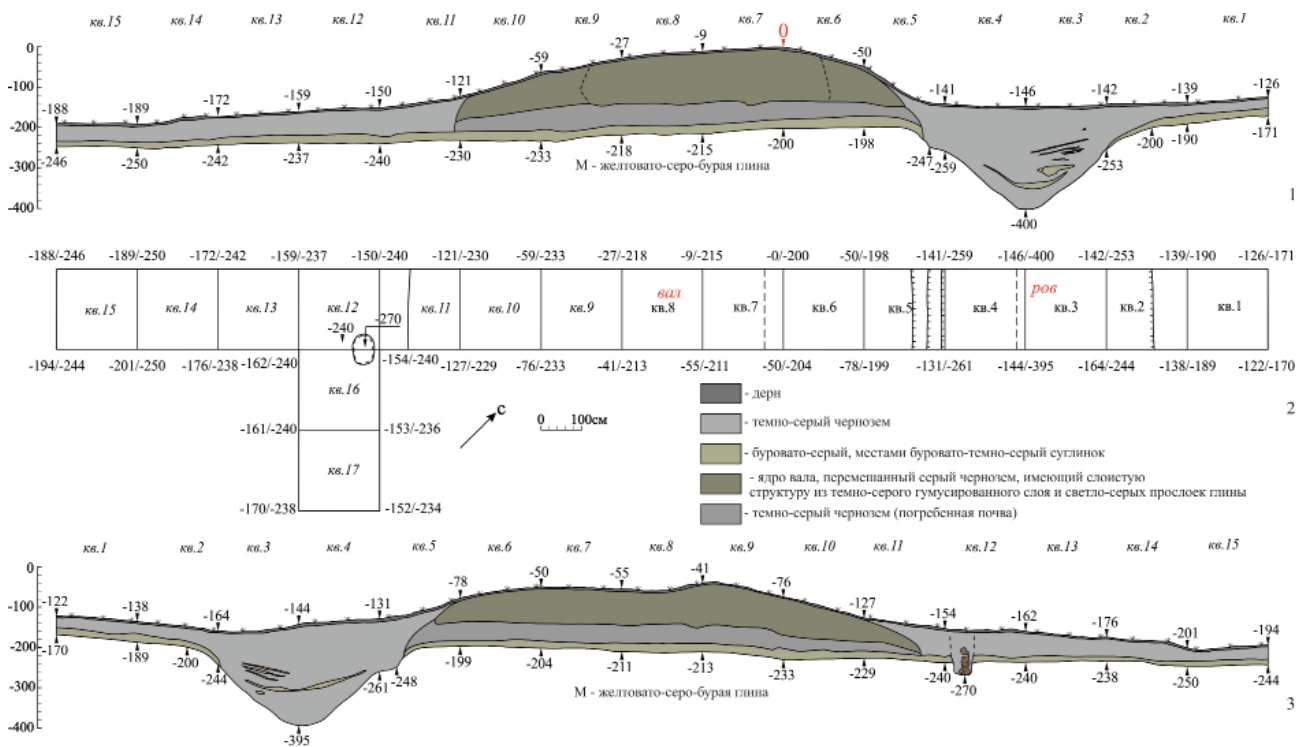 кв.15 кв.14 кв.13 кв.12 кв.11 кв.10 кв.9 кв.8 кв.7 кв.6 кв.5 кв.4 кв.3 кв.2 кв.1
0
-100
-200
-300
-400
-188 -189 -172 -159 -150 -121 -59 -27 -9 0 -50 -141 -146 -142 -139 -126
-246 -250 -242 -237 -240 -230 -233 -218 -215 -200 -198 -247 -259 -400 -253 -200 -190 -171
М - желтовато-серо-бурая глина
1
-188/-246 -189/-250 -172/-242 -159/-237 -150/-240 -121/-230 -59/-233 -27/-218 -9/-215 -0/-200 -50/-198 -141/-259 -146/-400 -142/-253 -139/-190 -126/-171
вал ров
кв.15 кв.14 кв.13 кв.12 кв.11 кв.10 кв.9 кв.8 кв.7 кв.6 кв.5 кв.4 кв.3 кв.2 кв.1
-240 -270
-194/-244 -201/-250 -176/-238 -162/-240 -154/-240 -127/-229 -76/-233 -41/-213 -55/-211 -50/-204 -78/-199 -131/-261 -144/-395 -164/-244 -138/-189 -122/-170
кв.16
-161/-240 -153/-236
кв.17
-170/-238 -152/-234
с
0 100см
- дерн
- темно-серый чернозем
- буровато-серый, местами буровато-темно-серый суглинок
- ядро вала, перемешанный серый чернозем, имеющий слоистую
структуру из темно-серого гумусированного слоя и светло-серых прослоек глины
- темно-серый чернозем (погребенная почва)
2
кв.1 кв.2 кв.3 кв.4 кв.5 кв.6 кв.7 кв.8 кв.9 кв.10 кв.11 кв.12 кв.13 кв.14 кв.15
0
-100
-200
-300
-400
-122 -138 -164 -144 -131 -78 -50 -55 -41 -76 -127 -154 -162 -176 -201 -194
-170 -189 -200 -244 -395 -261 -248 -199 -204 -211 -213 -233 -229 -240 -270 -240 -238 -250 -244
М - желтовато-серо-бурая глина
3